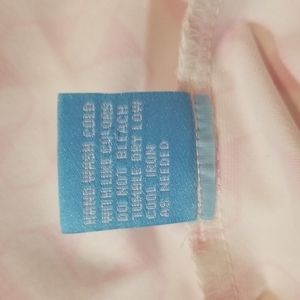 HAND WASH COLD
WITH LIKE COLORS
DO NOT BLEACH
TUMBLE DRY LOW
COOL IRON
AS NEEDED